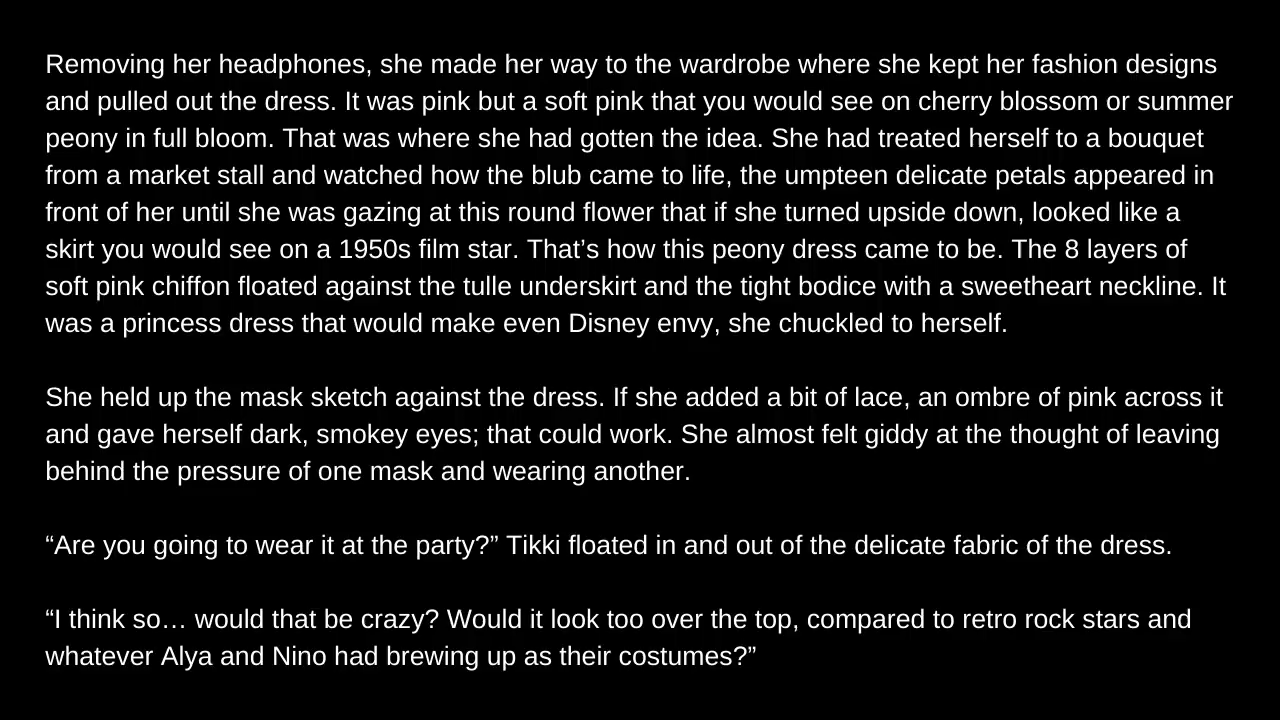 Removing her headphones, she made her way to the wardrobe where she kept her fashion designs
and pulled out the dress. It was pink but a soft pink that you would see on cherry blossom or summer
peony in full bloom. That was where she had gotten the idea. She had treated herself to a bouquet
from a market stall and watched how the blub came to life, the umpteen delicate petals appeared in
front of her until she was gazing at this round flower that if she turned upside down, looked like a
skirt you would see on a 1950s film star. That’s how this peony dress came to be. The 8 layers of
soft pink chiffon floated against the tulle underskirt and the tight bodice with a sweetheart neckline. It
was a princess dress that would make even Disney envy, she chuckled to herself.
She held up the mask sketch against the dress. If she added a bit of lace, an ombre of pink across it
and gave herself dark, smokey eyes; that could work. She almost felt giddy at the thought of leaving
behind the pressure of one mask and wearing another.
“Are you going to wear it at the party?” Tikki floated in and out of the delicate fabric of the dress.
“I think so… would that be crazy? Would it look too over the top, compared to retro rock stars and
whatever Alya and Nino had brewing up as their costumes?”